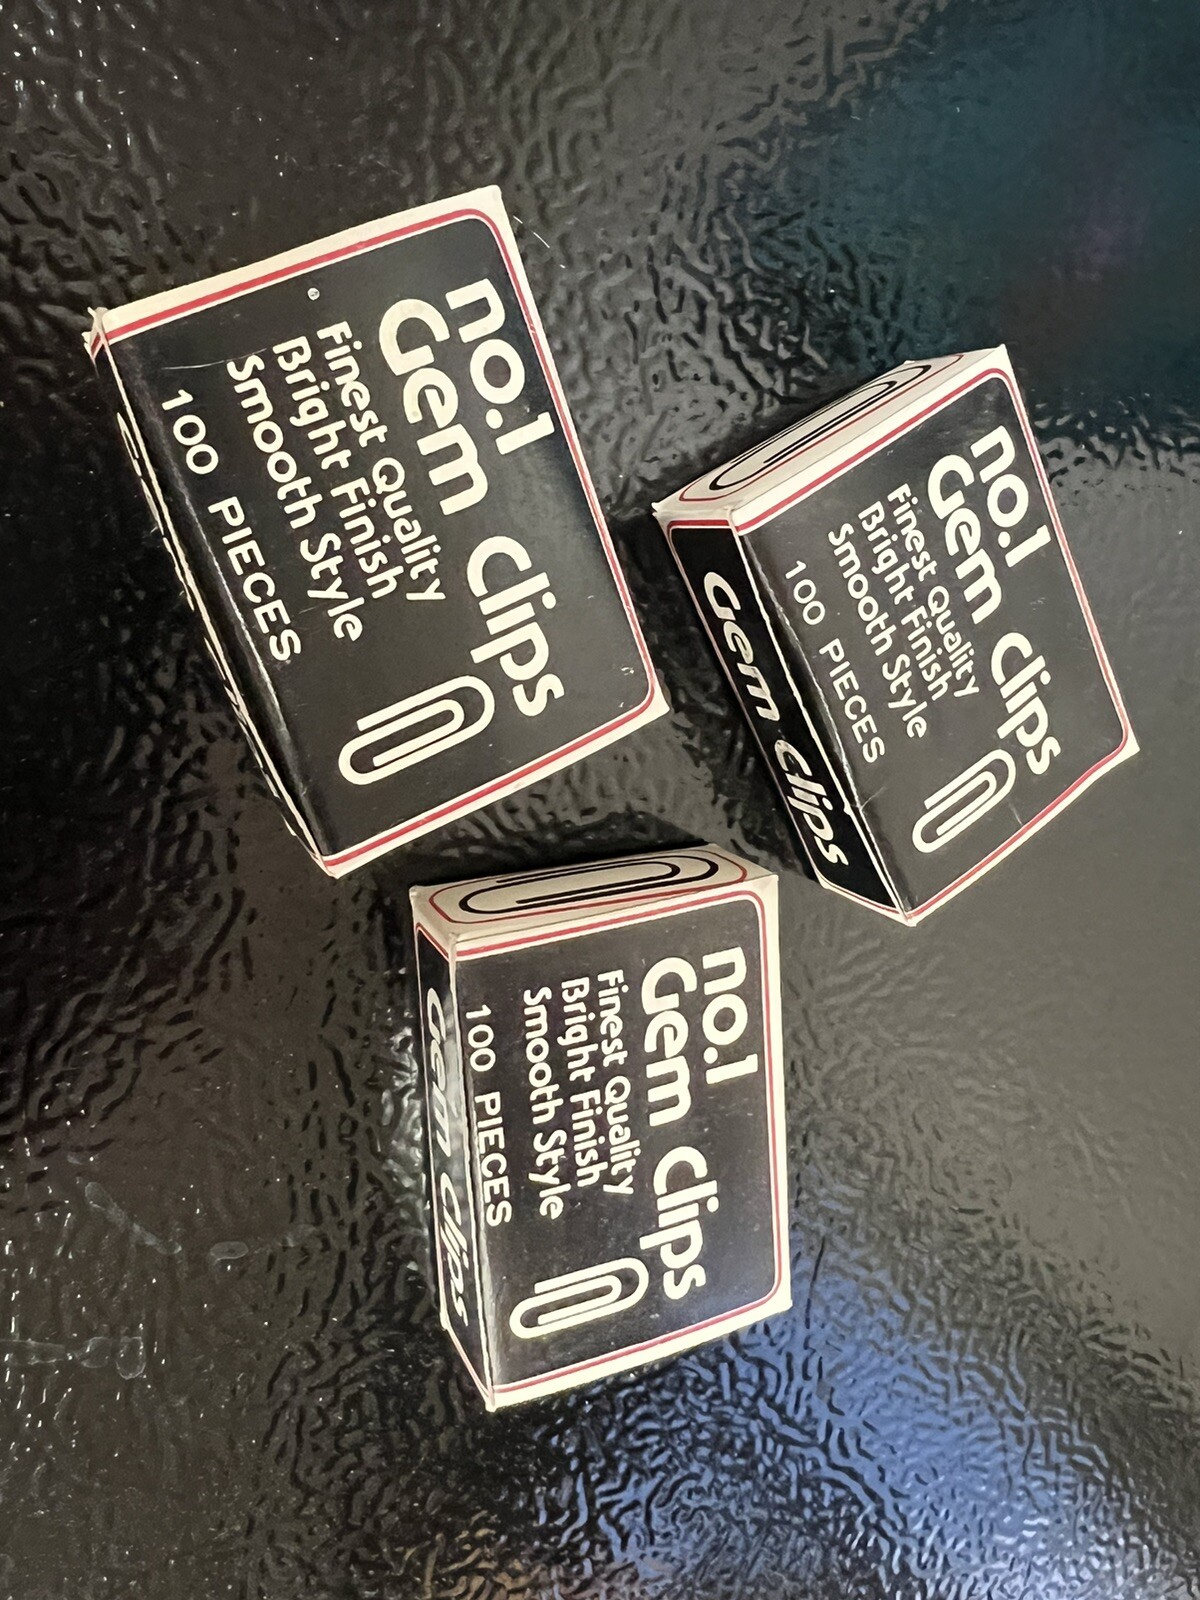 no.1
Gem Clips
Finest Quality
Bright Finish
Smooth Style
100 PIECES
no.1
Gem Clips
Finest Quality
Bright Finish
Smooth Style
100 PIECES
Gem Clips
no.1
Gem Clips
Finest Quality
Bright Finish
Smooth Style
100 PIECES
Gem Clips